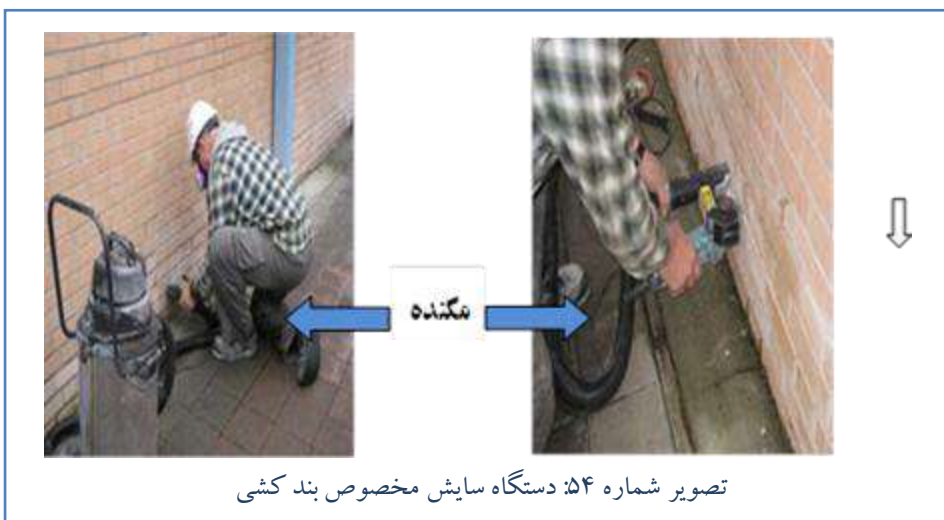 مکنده
تصویر شماره ۵۴: دستگاه سایش مخصوص بند کشی